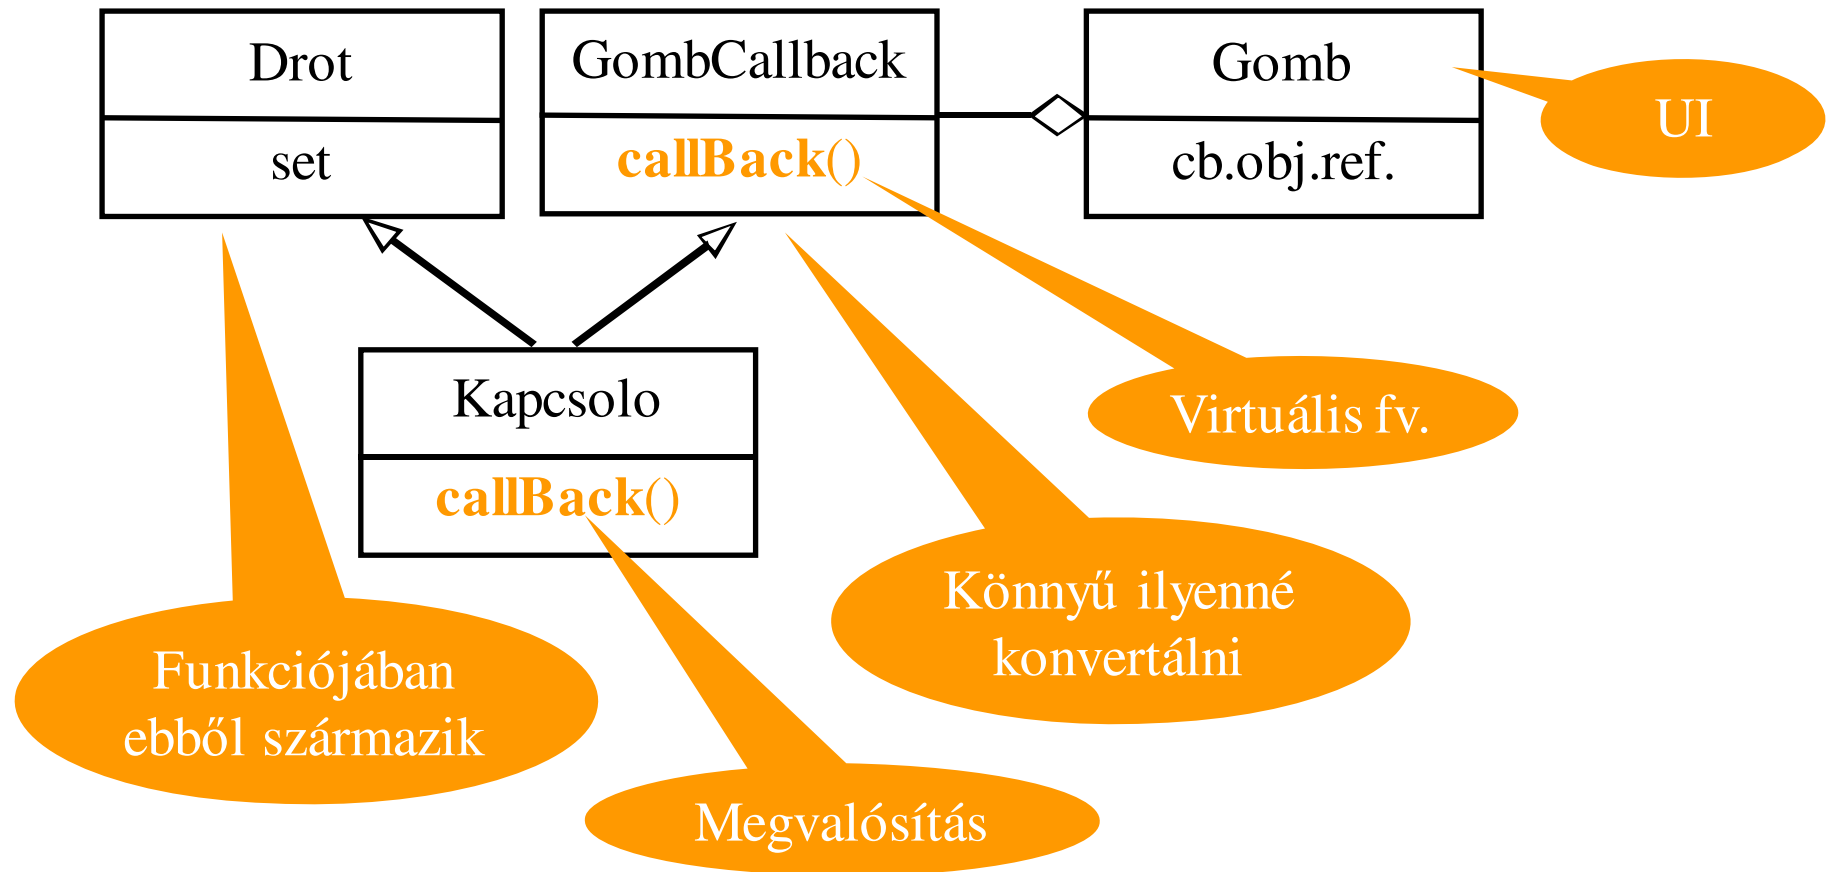 Drot
set
GombCallback
callBack()
Gomb
cb.obj.ref.
UI
Kapcsolo
callBack()
Virtuális fv.
Könnyű ilyenné
konvertálni
Funkciójában
ebből származik
Megvalósítás